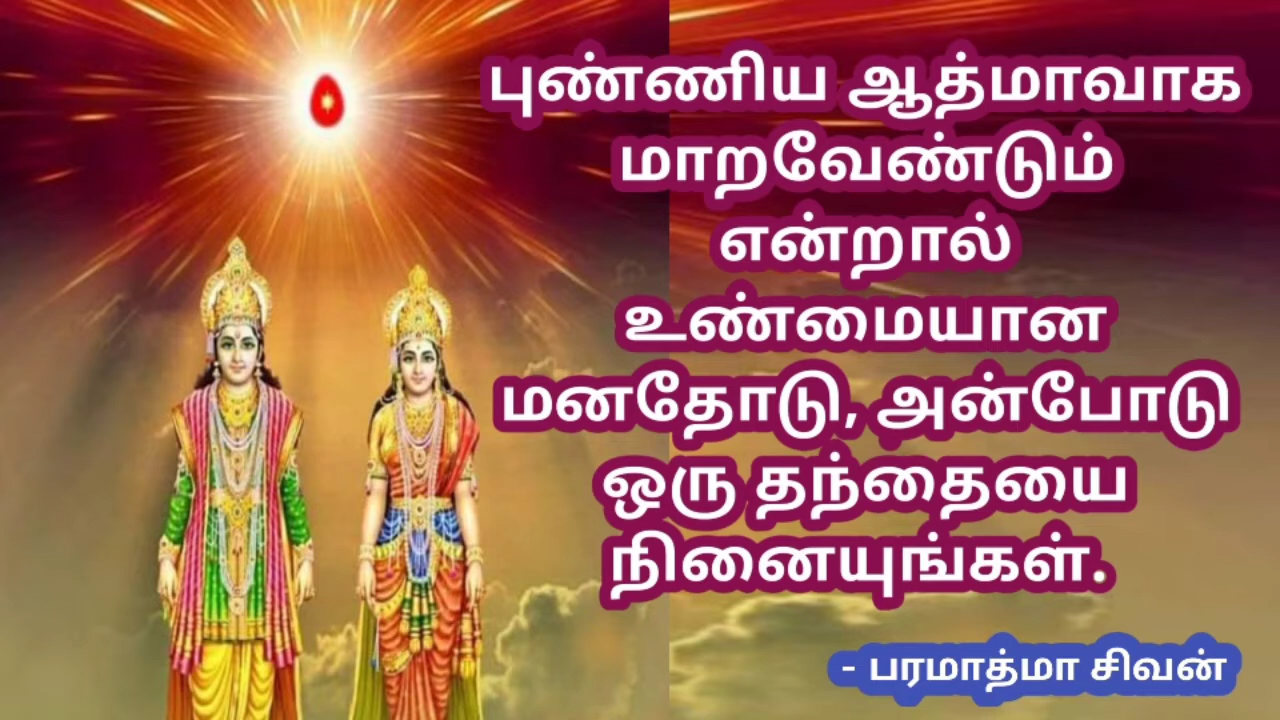 புண்ணிய ஆத்மாவாக
மாறவேண்டும்
என்றால்
உண்மையான
மனதோடு, அன்போடு
ஒரு தந்தையை
நினையுங்கள்.
- பரமாத்மா சிவன்